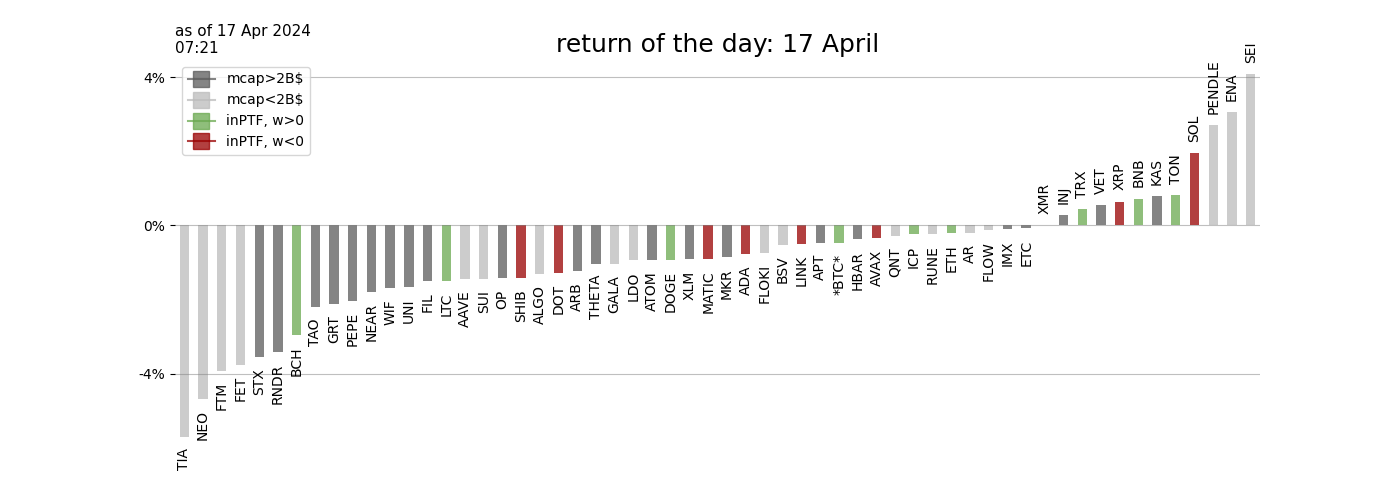 as of 17 Apr 2024
07:21
return of the day: 17 April
mcap>2B$
mcap<2B$
inPTF, w>0
inPTF, w<0
4%
0%
-4%
TIA
NEO
FTM
FET
STX
RNDR
BCH
TAO
GRT
PEPE
NEAR
WIF
UNI
FIL
LTC
AAVE
SUI
OP
SHIB
ALGO
DOT
ARB
THETA
GALA
LDO
ATOM
DOGE
XLM
MATIC
MKR
ADA
FLOKI
BSV
LINK
APT
*BTC*
HBAR
AVAX
QNT
ICP
RUNE
ETH
AR
FLOW
IMX
ETC
XMR
INJ
TRX
VET
XRP
BNB
KAS
TON
SOL
PENDLE
ENA
SEI